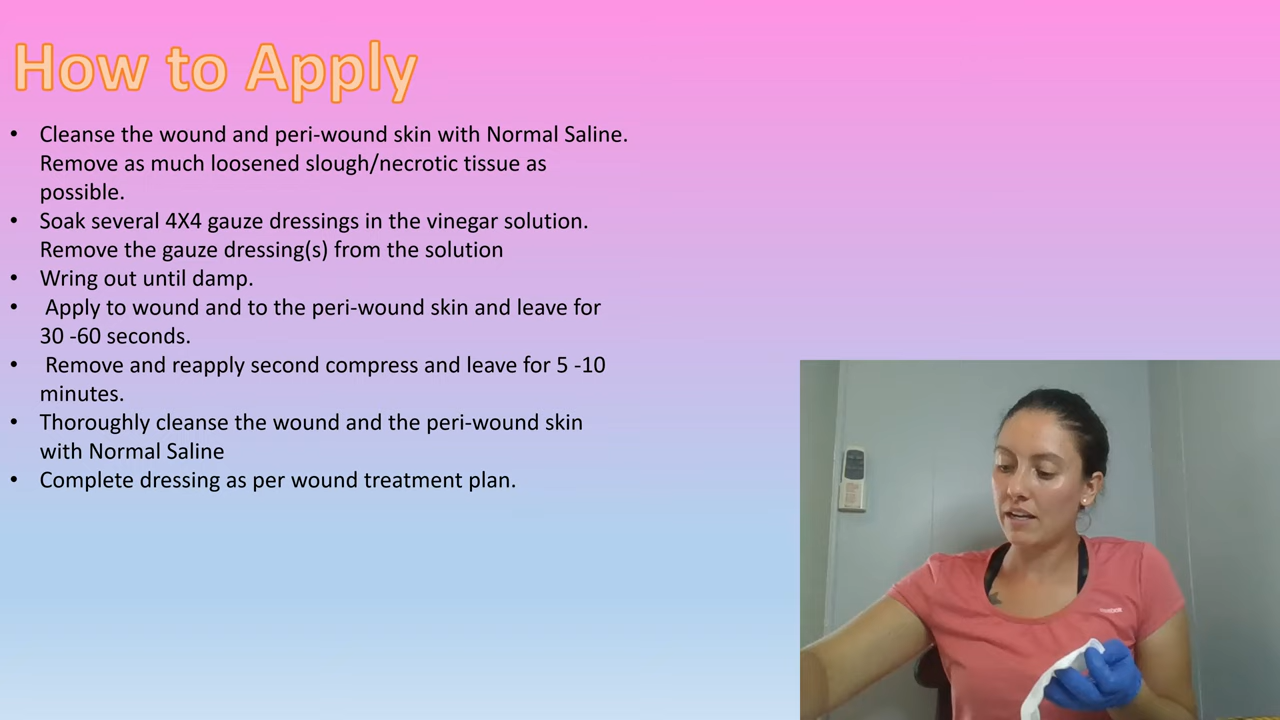 How to Apply
• Cleanse the wound and peri-wound skin with Normal Saline.
Remove as much loosened slough/necrotic tissue as
possible.
• Soak several 4X4 gauze dressings in the vinegar solution.
Remove the gauze dressing(s) from the solution
• Wring out until damp.
• Apply to wound and to the peri-wound skin and leave for
30 -60 seconds.
• Remove and reapply second compress and leave for 5 -10
minutes.
• Thoroughly cleanse the wound and the peri-wound skin
with Normal Saline
• Complete dressing as per wound treatment plan.